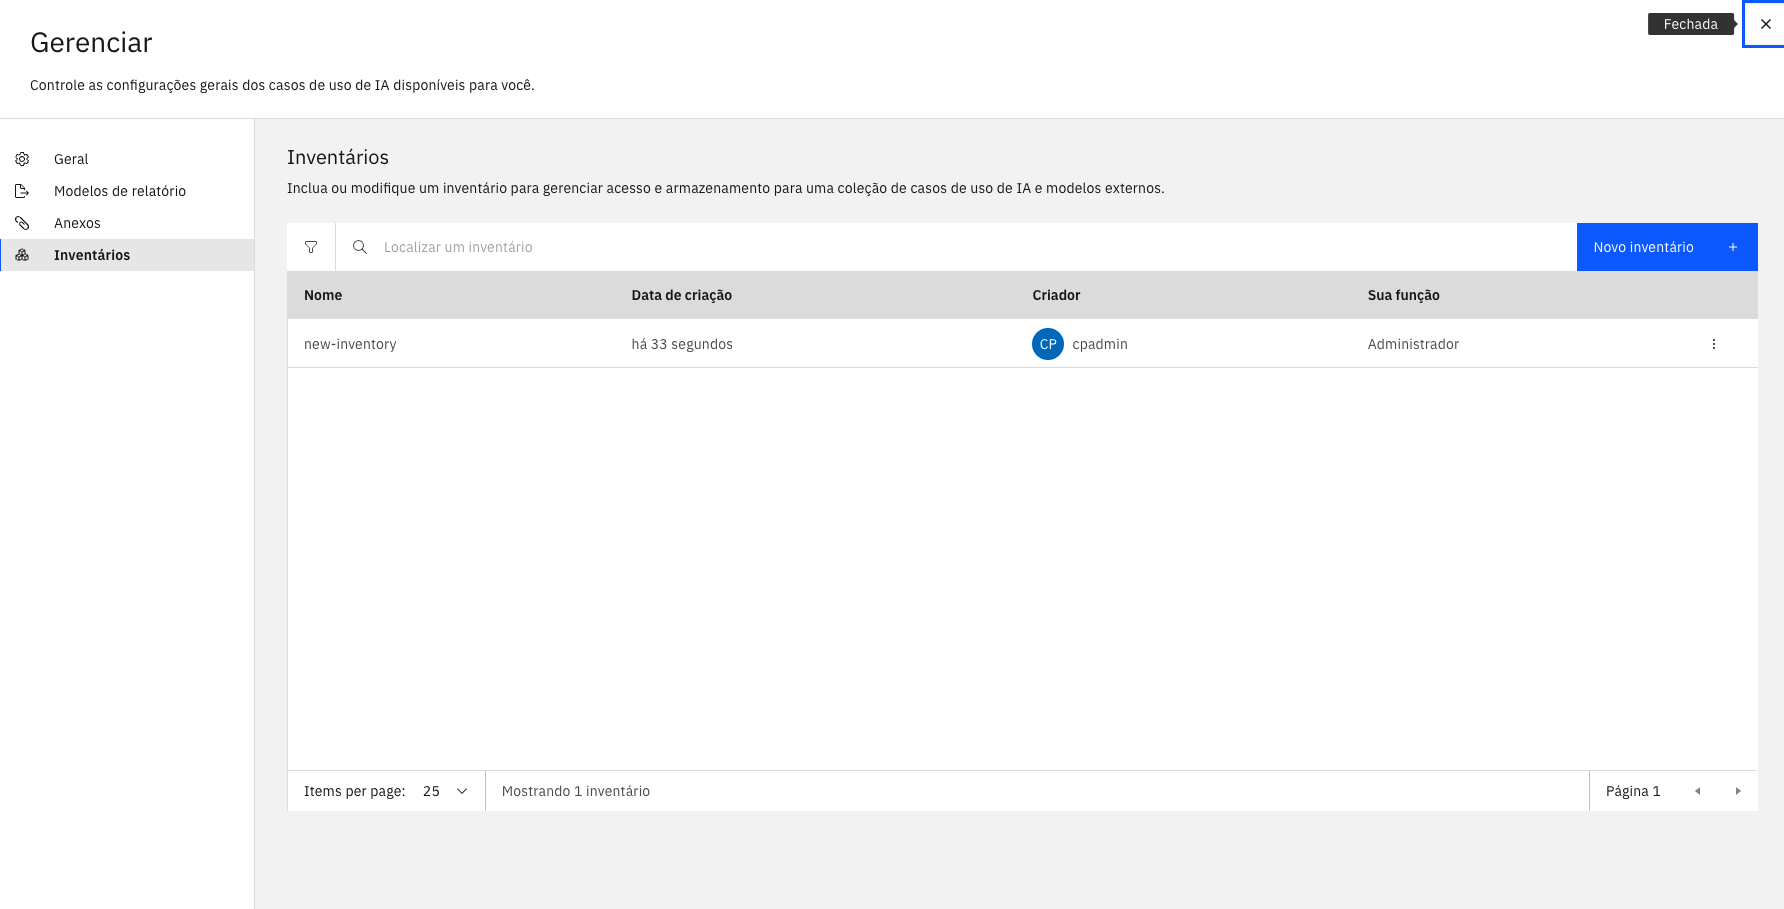 Gerenciar
Fechada
Controle as configurações gerais dos casos de uso de IA disponíveis para você.
Geral
Modelos de relatório
Anexos
Inventários
Inventários
Inclua ou modifique um inventário para gerenciar acesso e armazenamento para uma coleção de casos de uso de IA e modelos externos.
Localizar um inventário
Novo inventário +
Nome Data de criação Criador Sua função
new-inventory há 33 segundos CP cpadmin Administrador
Items per page: 25 Mostrando 1 inventário Página 1